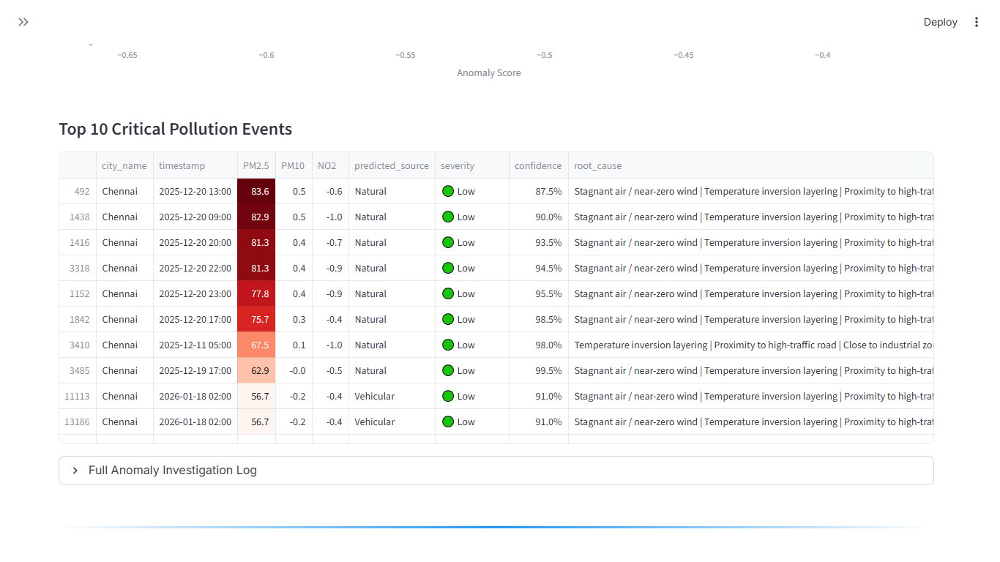 Deploy
−0.65 −0.6 −0.55 −0.5 −0.45 −0.4
Anomaly Score
Top 10 Critical Pollution Events
city_name timestamp PM2.5 PM10 NO2 predicted_source severity confidence root_cause
492 Chennai 2025-12-20 13:00 83.6 0.5 -0.6 Natural Low 87.5% Stagnant air / near-zero wind | Temperature inversion layering | Proximity to high-traf
1438 Chennai 2025-12-20 09:00 82.9 0.5 -1.0 Natural Low 90.0% Stagnant air / near-zero wind | Temperature inversion layering | Proximity to high-traf
1416 Chennai 2025-12-20 20:00 81.3 0.4 -0.7 Natural Low 93.5% Stagnant air / near-zero wind | Temperature inversion layering | Proximity to high-traf
3318 Chennai 2025-12-20 22:00 81.3 0.4 -0.9 Natural Low 94.5% Stagnant air / near-zero wind | Temperature inversion layering | Proximity to high-traf
1152 Chennai 2025-12-20 23:00 77.8 0.4 -0.9 Natural Low 95.5% Stagnant air / near-zero wind | Temperature inversion layering | Proximity to high-traf
1842 Chennai 2025-12-20 17:00 75.7 0.3 -0.4 Natural Low 98.5% Stagnant air / near-zero wind | Temperature inversion layering | Proximity to high-traf
3410 Chennai 2025-12-11 05:00 67.5 0.1 -1.0 Natural Low 98.0% Temperature inversion layering | Proximity to high-traffic road | Close to industrial zo
3485 Chennai 2025-12-19 17:00 62.9 -0.0 -0.5 Natural Low 99.5% Stagnant air / near-zero wind | Temperature inversion layering | Proximity to high-traf
11113 Chennai 2026-01-18 02:00 56.7 -0.2 -0.4 Vehicular Low 91.0% Stagnant air / near-zero wind | Temperature inversion layering | Proximity to high-traf
13186 Chennai 2026-01-18 02:00 56.7 -0.2 -0.4 Vehicular Low 91.0% Stagnant air / near-zero wind | Temperature inversion layering | Proximity to high-traf
Full Anomaly Investigation Log